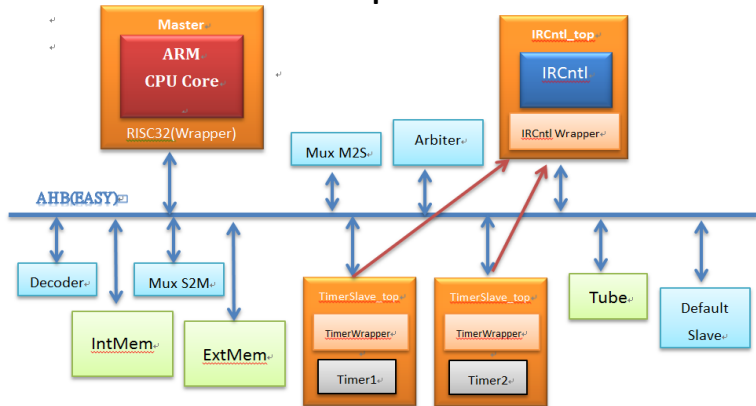 Master
ARM
CPU Core
RISC32(Wrapper)
IRCntl_top
IRCntl
IRCntl Wrapper
Mux M2S
Arbiter
AHB(EASY)
Decoder
Mux S2M
IntMem
ExtMem
TimerSlave_top
TimerWrapper
Timer1
TimerSlave_top
TimerWrapper
Timer2
Tube
Default
Slave